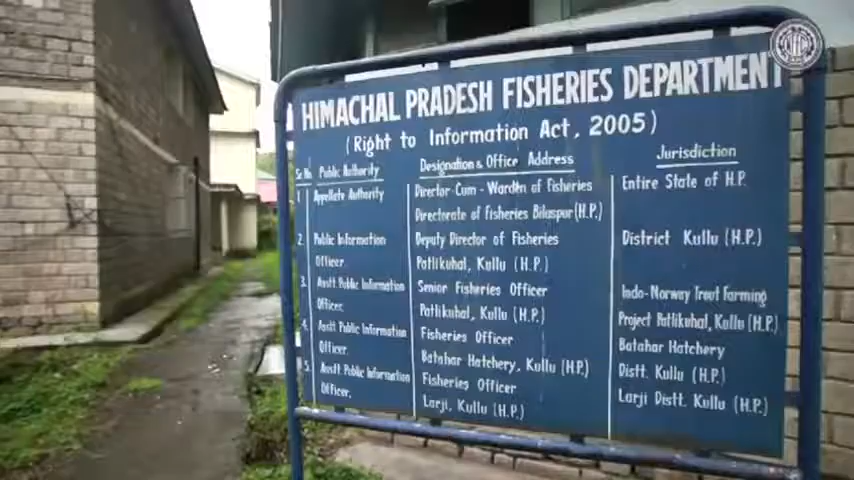 HIMACHAL PRADESH FISHERIES DEPARTMENT
(Right to Information Act, 2005)
Sr No. Public Authority Designation & Office Address Jurisdiction
1 Appellate Authority Director-Cum-Wardhn of Fisheries Entire State of H.P.
Directorate of fisheries Bilaspur (H.P.)
2. Public Information Deputy Director of Fisheries District Kullu (H.P.)
Officer. Patlikuhal, Kullu (H.P.)
3. Asstt Public Information Senior Fisheries Officer Indo-Norway Trout Farming
Officer. Patlikuhal, Kullu (H.P.) Project Patlikuhal, Kullu (H.P.)
4. Asstt Public Information Fisheries Officer Batahar Hatchery
Officer. Batahar Hatchery, Kullu (H.P.) Distt. Kullu (H.P.)
5. Asstt Public Information Fisheries Officer Larji Distt. Kullu (H.P.)
Officer. Larji, Kullu (H.P.)